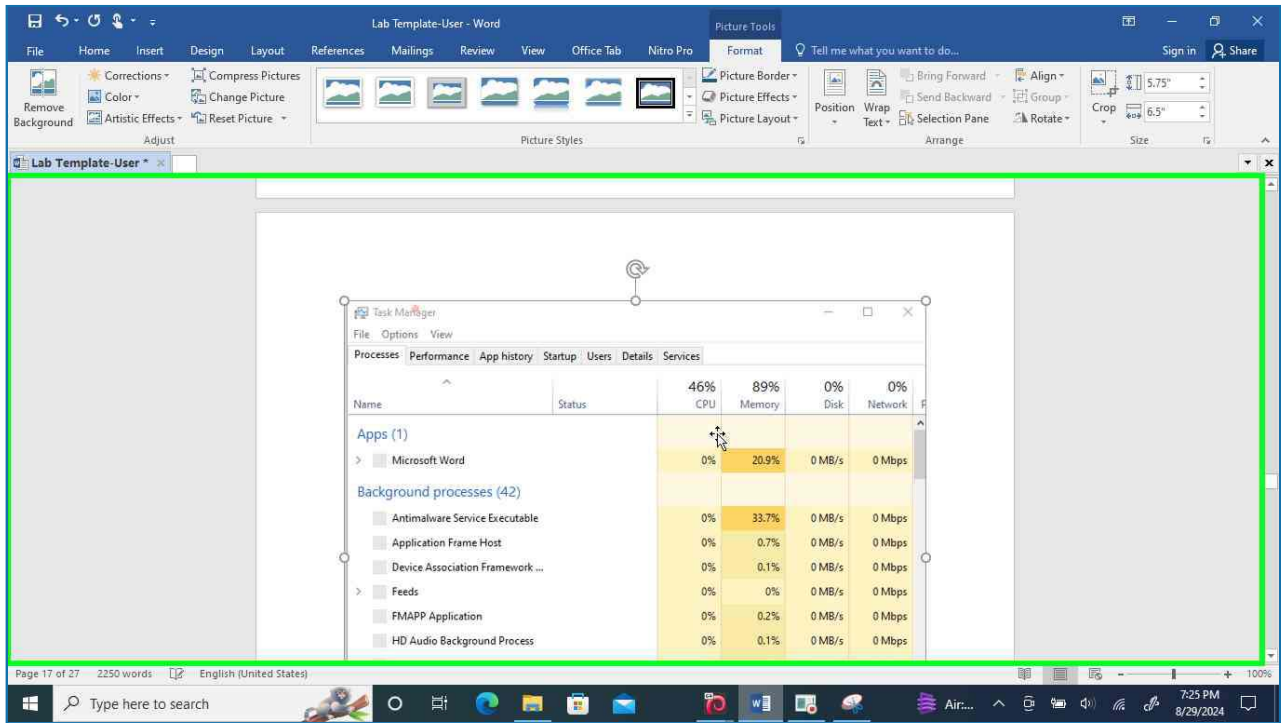 Lab Template-User - Word
Picture Tools
File Home Insert Design Layout References Mailings Review View Office Tab Nitro Pro Format Tell me what you want to do... Sign in Share
Remove Background
Corrections
Color
Artistic Effects
Compress Pictures
Change Picture
Reset Picture
Adjust
Picture Styles
Picture Border
Picture Effects
Picture Layout
Position
Wrap Text
Bring Forward
Send Backward
Selection Pane
Align
Group
Rotate
Arrange
Crop
5.75"
6.5"
Size
Lab Template-User *
Task Manager
File Options View
Processes Performance App history Startup Users Details Services
46% 89% 0% 0%
Name Status CPU Memory Disk Network P
Apps (1)
Microsoft Word 0% 20.9% 0 MB/s 0 Mbps
Background processes (42)
Antimalware Service Executable 0% 33.7% 0 MB/s 0 Mbps
Application Frame Host 0% 0.7% 0 MB/s 0 Mbps
Device Association Framework ... 0% 0.1% 0 MB/s 0 Mbps
Feeds 0% 0% 0 MB/s 0 Mbps
FMAPP Application 0% 0.2% 0 MB/s 0 Mbps
HD Audio Background Process 0% 0.1% 0 MB/s 0 Mbps
Page 17 of 27 2250 words English (United States) 100%
Type here to search
Air:...
7:25 PM
8/29/2024